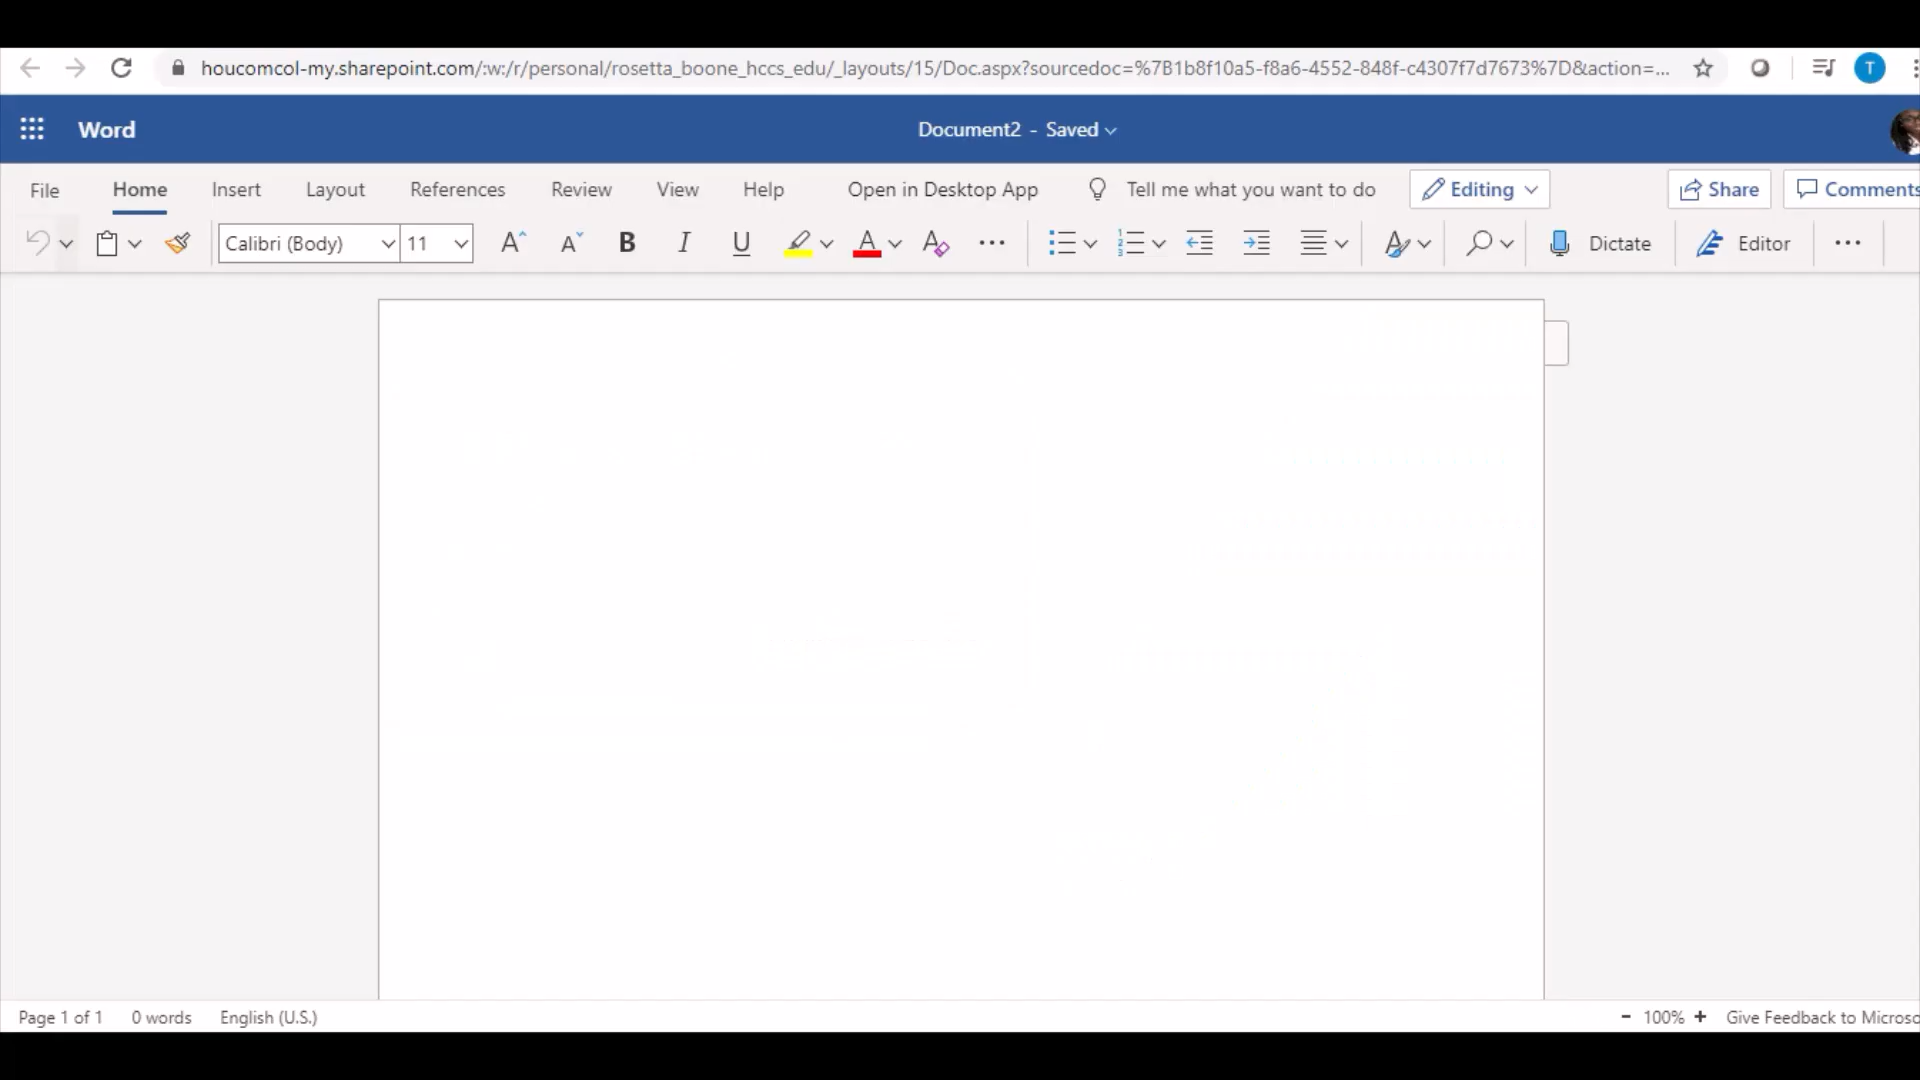 houcomcol-my.sharepoint.com/:w:/r/personal/rosetta_boone_hccs_edu/_layouts/15/Doc.aspx?sourcedoc=%7B1b8f10a5-f8a6-4552-848f-c4307f7d7673%7D&action=... T
Word Document2 - Saved
File Home Insert Layout References Review View Help Open in Desktop App Tell me what you want to do Editing Share Comments
Calibri (Body) 11 A A B I U A A Dictate Editor
Page 1 of 1 0 words English (U.S.) - 100% + Give Feedback to Microso